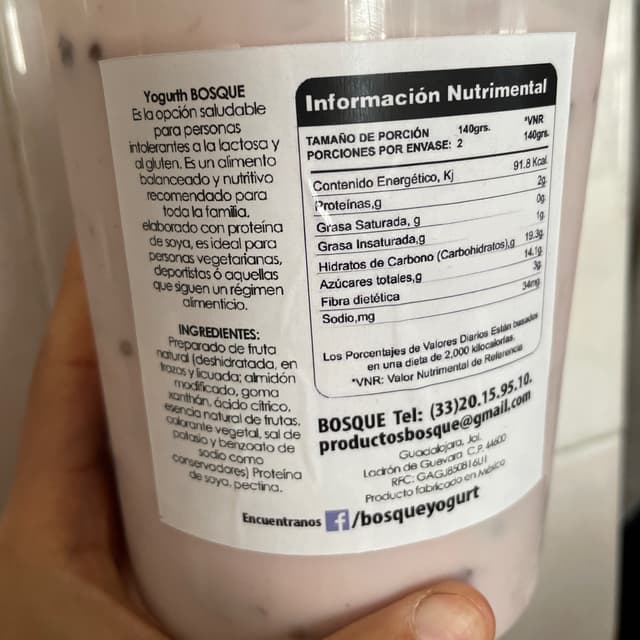 Yogurth BOSQUE
Es la opción saludable
para personas
intolerantes a la lactosa y
al gluten. Es un alimento
balanceado y nutritivo
recomendado para
toda la familia,
elaborado con proteína
de soya, es ideal para
personas vegetarianas,
deportistas ó aquellas
que siguen un régimen
alimenticio.
INGREDIENTES:
Preparado de fruta
natural (deshidratada, en
trozos y licuada; almidón
modificado, goma
xanthán, ácido cítrico,
esencia natural de frutas,
colorante vegetal, sal de
potasio y benzoato de
sodio como
conservadores) Proteína
de soya, pectina.
Información Nutrimental
TAMAÑO DE PORCIÓN 140grs. *VNR
PORCIONES POR ENVASE: 2 140grs.
Contenido Energético, Kj 91.8 Kcal
Proteínas,g 2g
Grasa Saturada, g 0g
Grasa Insaturada,g 1g
Hidratos de Carbono (Carbohidratos),g 19.3g
Azúcares totales,g 14.1g
Fibra dietética 3g
Sodio,mg 34mg
Los Porcentajes de Valores Diarios Están basados
en una dieta de 2,000 kilocalorías.
*VNR: Valor Nutrimental de Referencia
BOSQUE Tel: (33)20.15.95.10.
productosbosque@gmail.com
Guadalajara, Jal.
Ladrón de Guevara C.P. 44600
RFC: GAGJ850816U1
Producto fabricado en México
Encuentranos f/bosqueyogurt